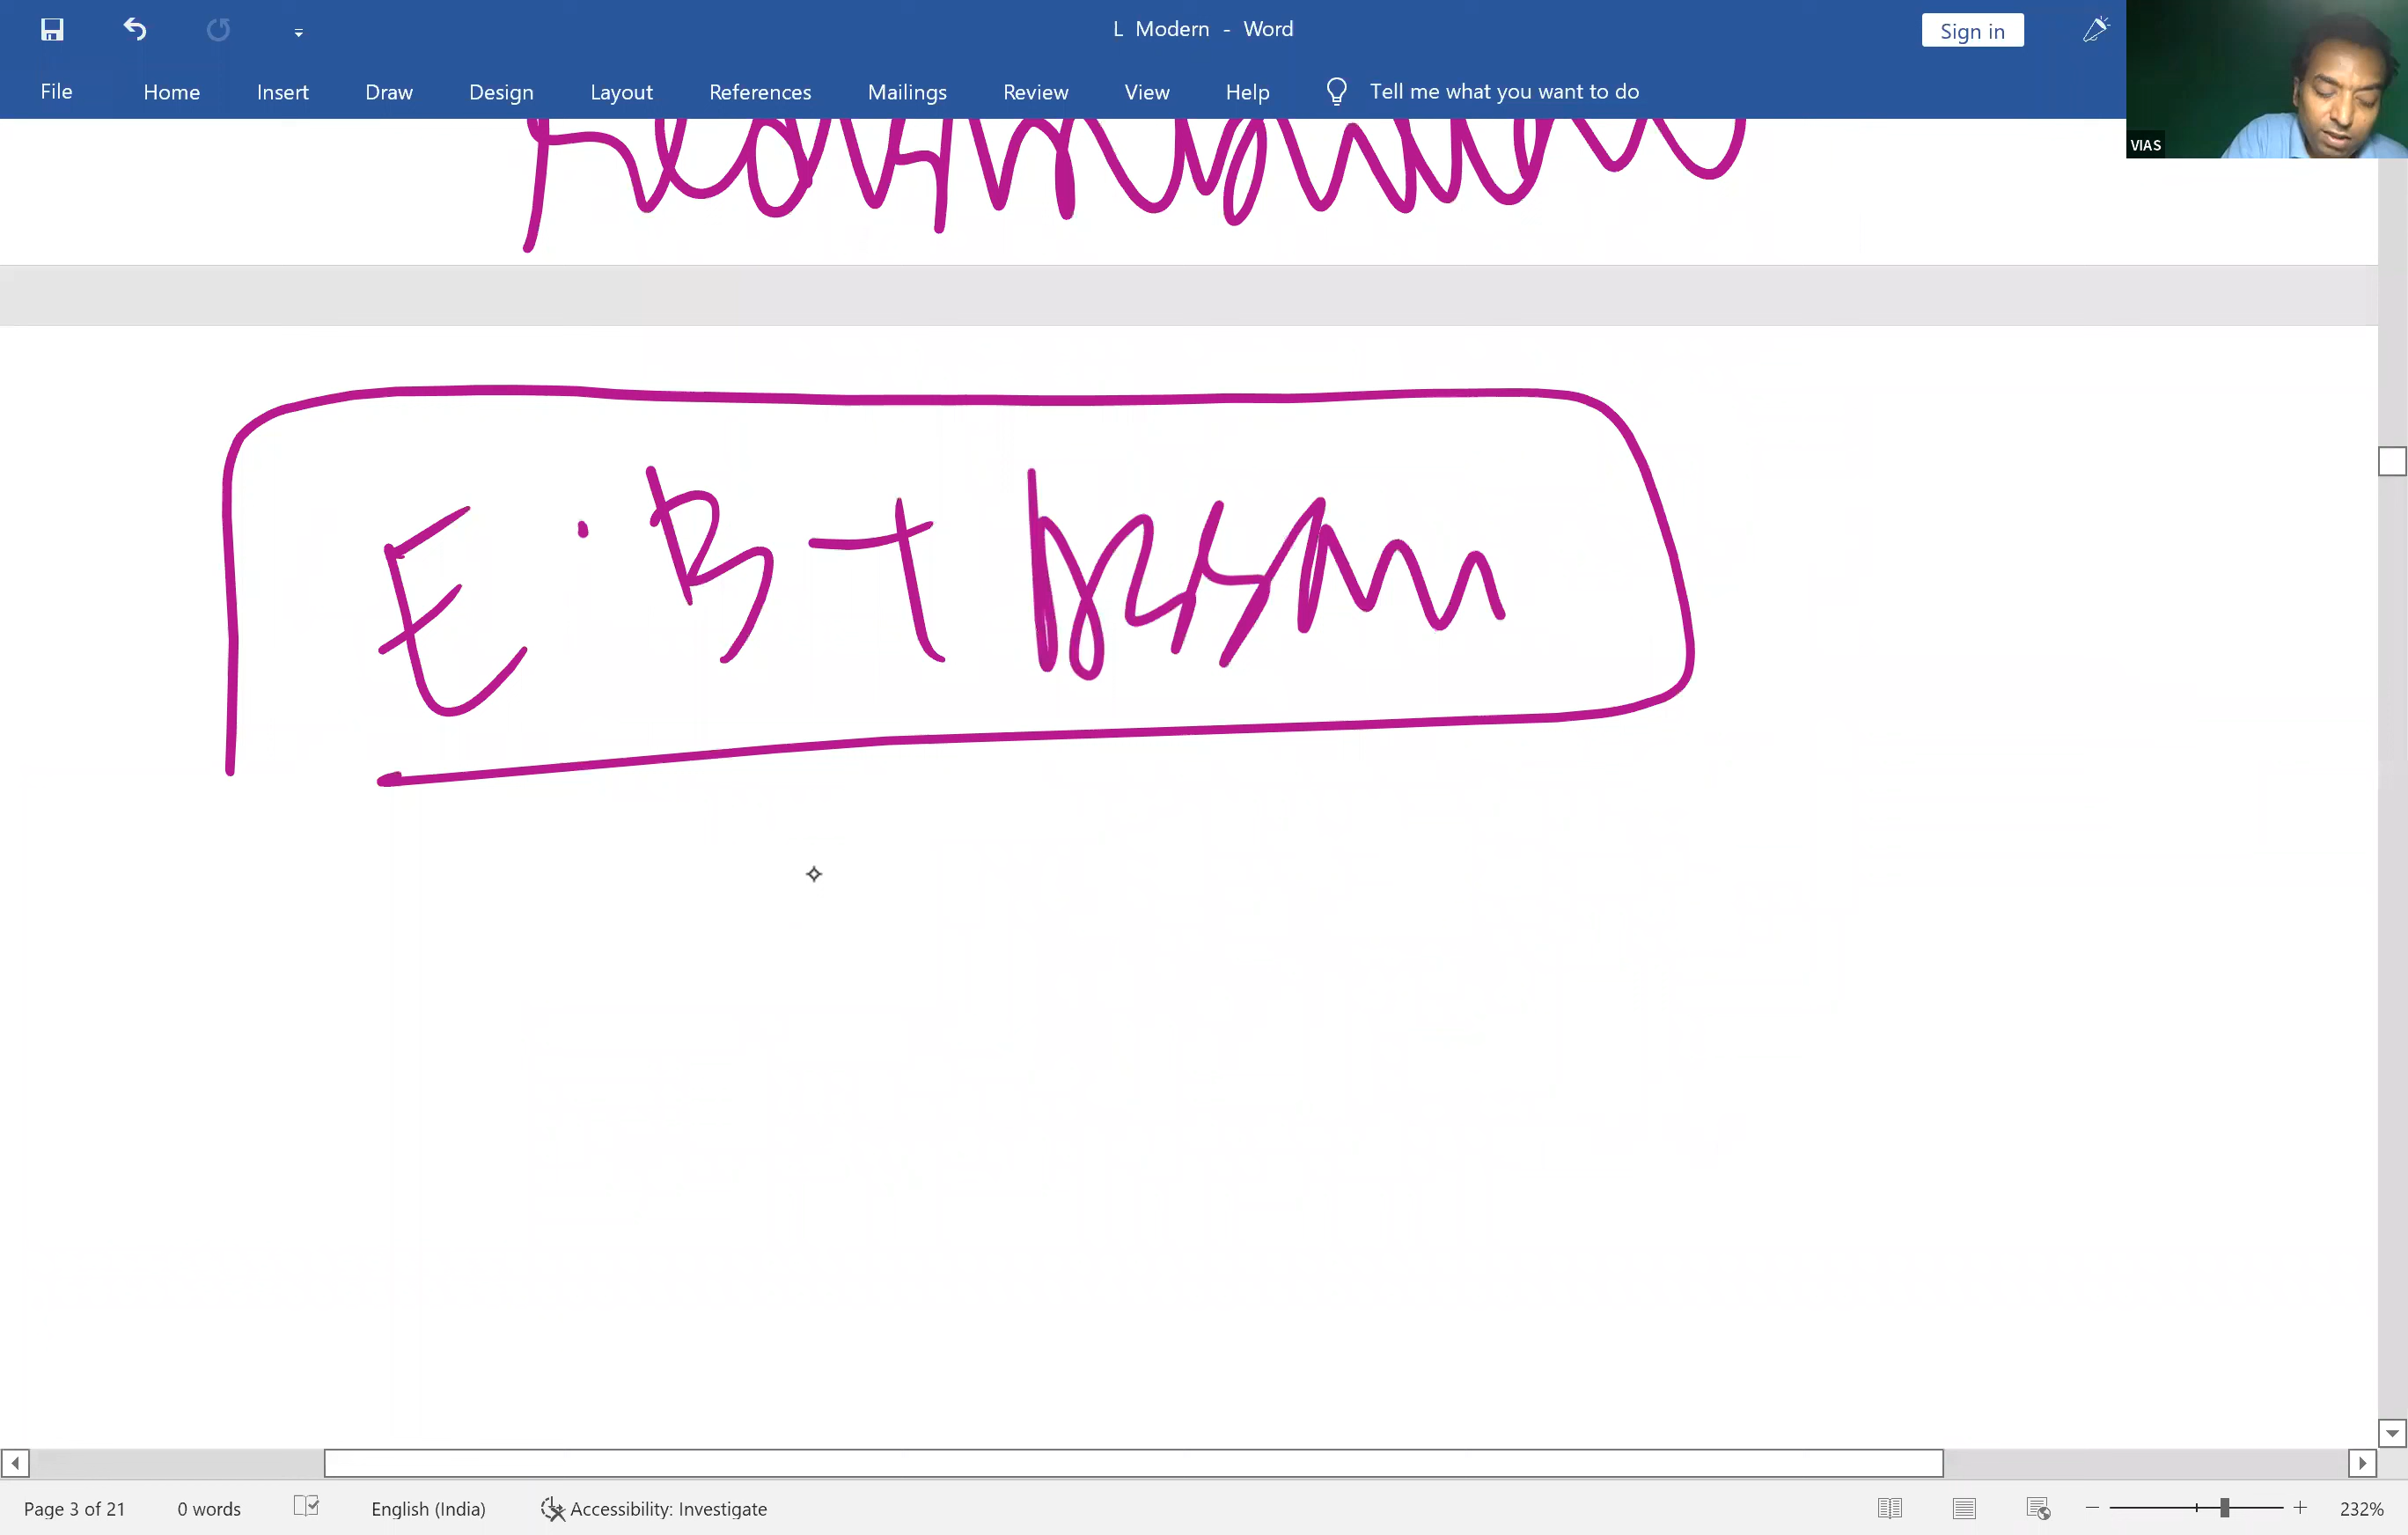 L Modern - Word
Sign in
File Home Insert Draw Design Layout References Mailings Review View Help Tell me what you want to do
VIAS
E. B +
Page 3 of 21 0 words English (India) Accessibility: Investigate 232%